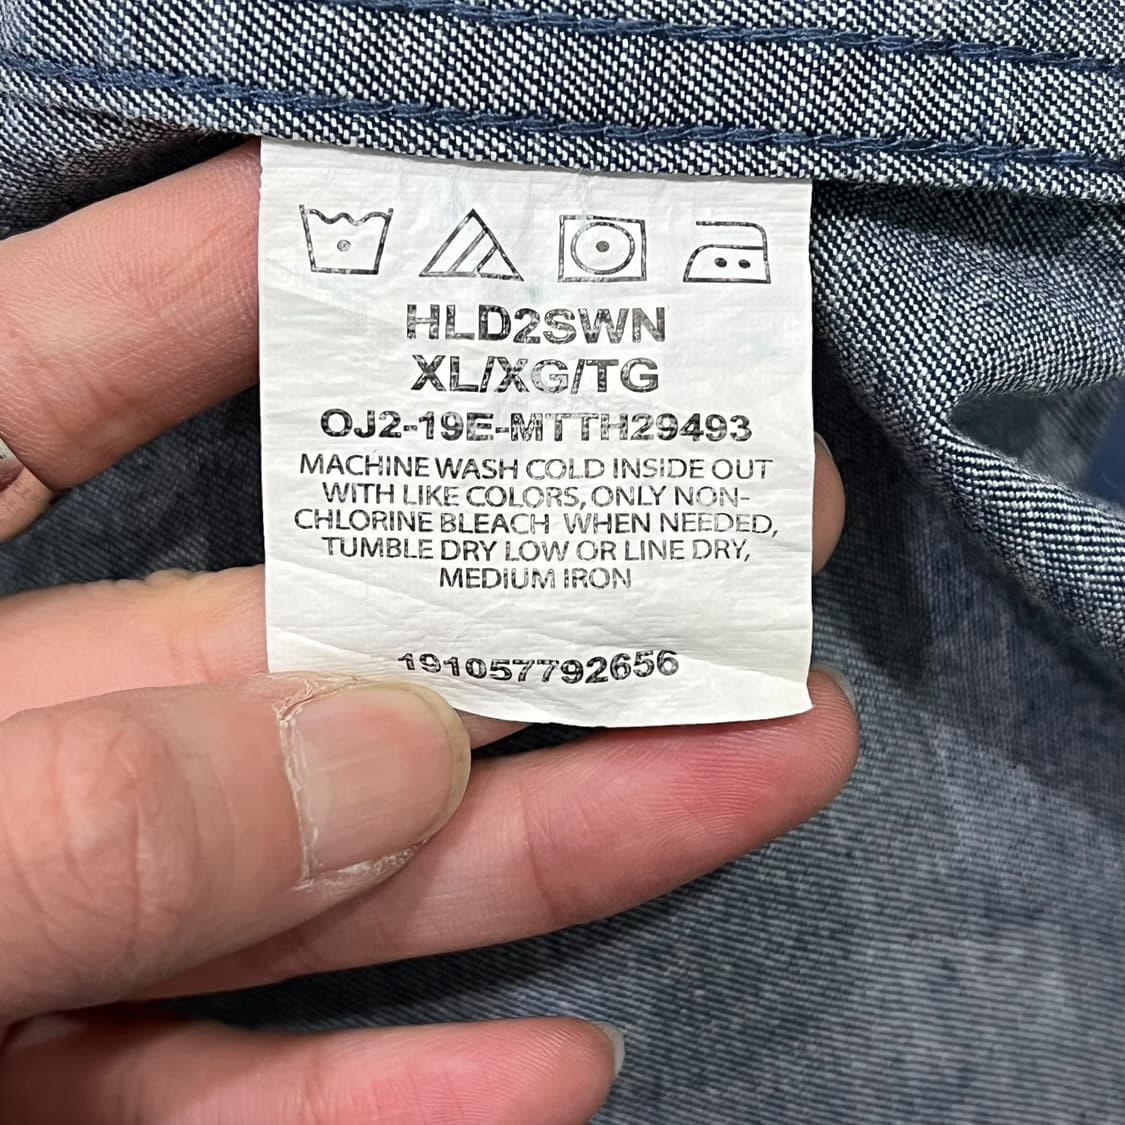 HLD2SWN
XL/XG/TG
OJ2-19E-MTTH29493
MACHINE WASH COLD INSIDE OUT
WITH LIKE COLORS, ONLY NON-
CHLORINE BLEACH WHEN NEEDED,
TUMBLE DRY LOW OR LINE DRY,
MEDIUM IRON
191057792656